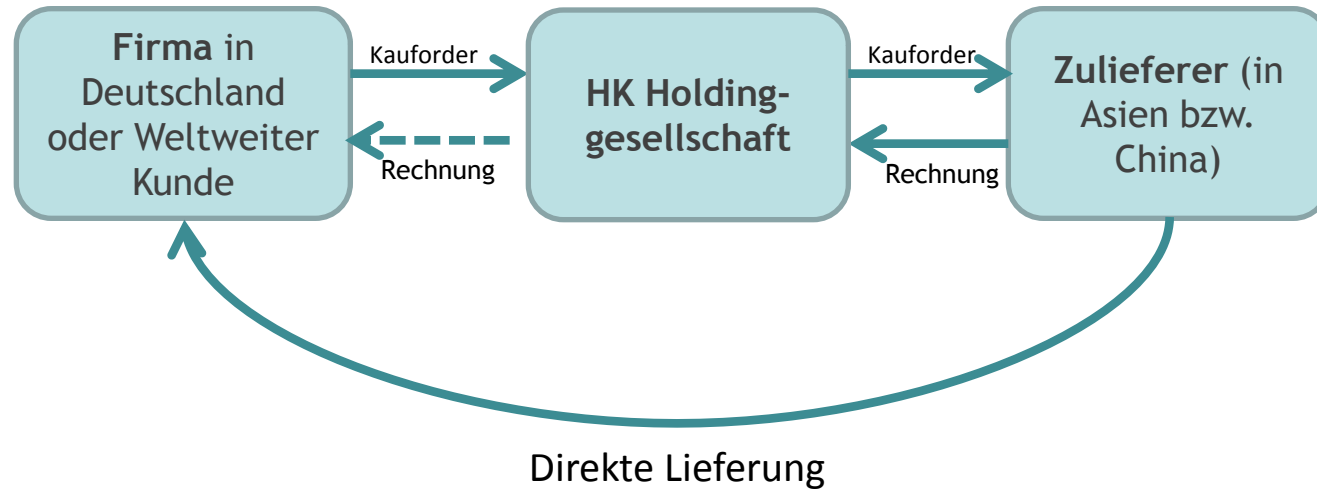 Firma in
Deutschland
oder Weltweiter
Kunde
Kauforder
Rechnung
HK Holding-
gesellschaft
Kauforder
Rechnung
Zulieferer (in
Asien bzw.
China)
Direkte Lieferung